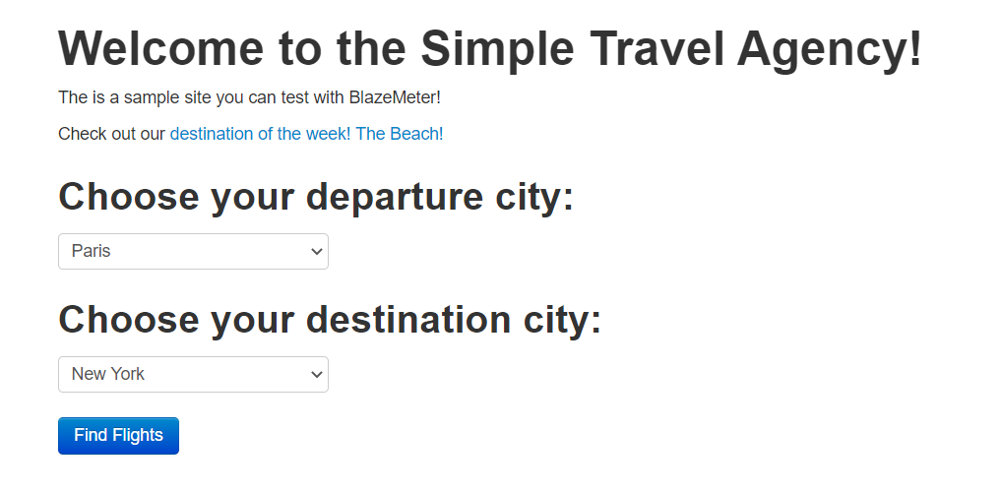 Welcome to the Simple Travel Agency!
The is a sample site you can test with BlazeMeter!
Check out our destination of the week! The Beach!
Choose your departure city:
Paris
Choose your destination city:
New York
Find Flights